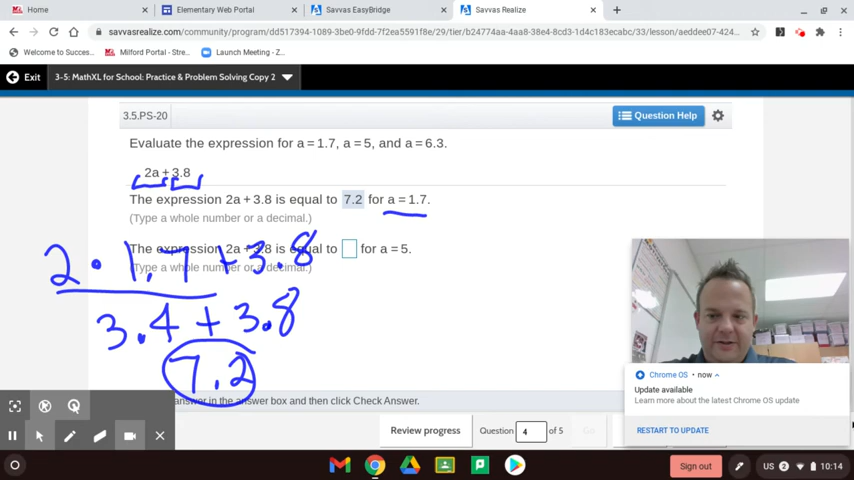 Home
Elementary Web Portal
Savvas EasyBridge
Savvas Realize
savvasrealize.com/community/program/dd517394-1089-3be0-9fdd-7f2ea5591f8e/29/tier/b24774aa-4aa8-38e4-8cd3-1d4c183ecabc/33/lesson/aeddee07-424...
Welcome to Succes...
Milford Portal - Stren...
Launch Meeting - Z...
Exit
3-5: MathXL for School: Practice & Problem Solving Copy 2
3.5.PS-20
Question Help
Evaluate the expression for a = 1.7, a = 5, and a = 6.3.
2a + 3.8
The expression 2a + 3.8 is equal to 7.2 for a = 1.7.
(Type a whole number or a decimal.)
The expression 2a + 3.8 is equal to for a = 5.
(Type a whole number or a decimal.)
2 · 1.7 + 3.8
3.4 + 3.8
7.2
Chrome OS • now
Update available
Learn more about the latest Chrome OS update
RESTART TO UPDATE
answer in the answer box and then click Check Answer.
Review progress
Question 4 of 5
Go
Sign out
US
2
10:14